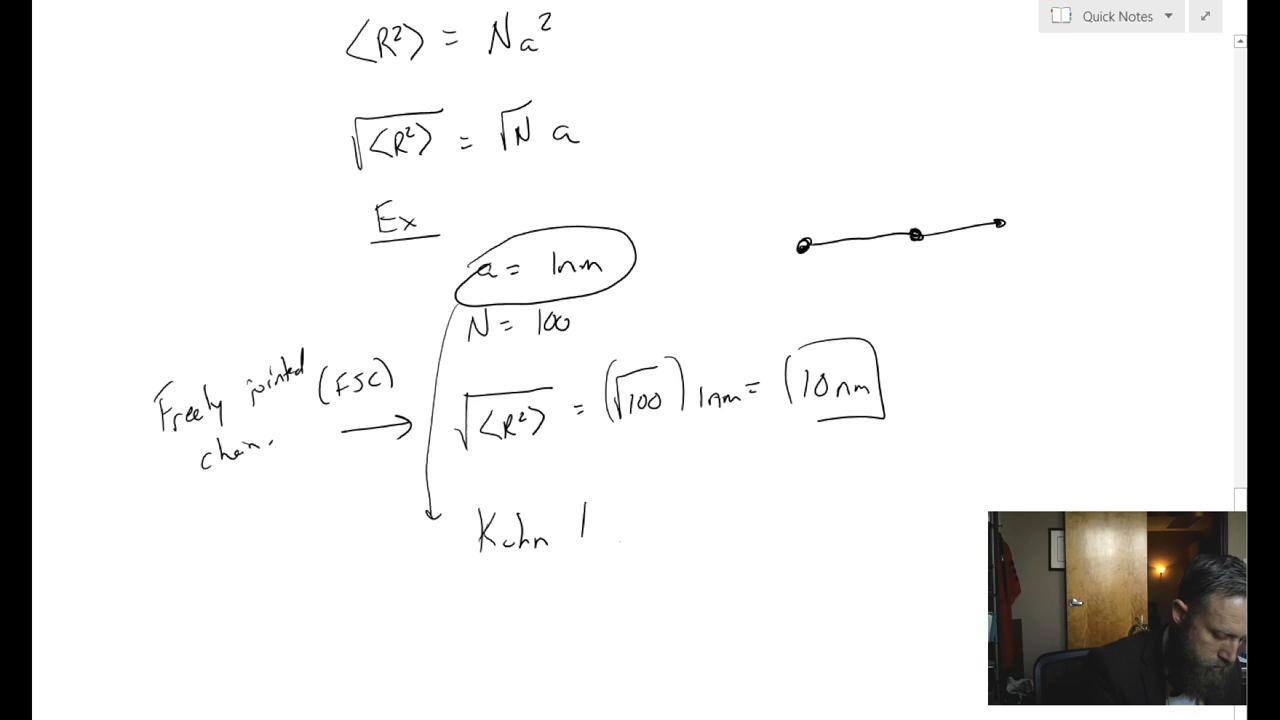 Quick Notes
⟨R²⟩ = Na²
√⟨R²⟩ = √N a
Ex
a = 1nm
N = 100
Freely jointed (FJC)
chain.
√⟨R²⟩ = (√100) 1nm = 10nm
Kuhn l